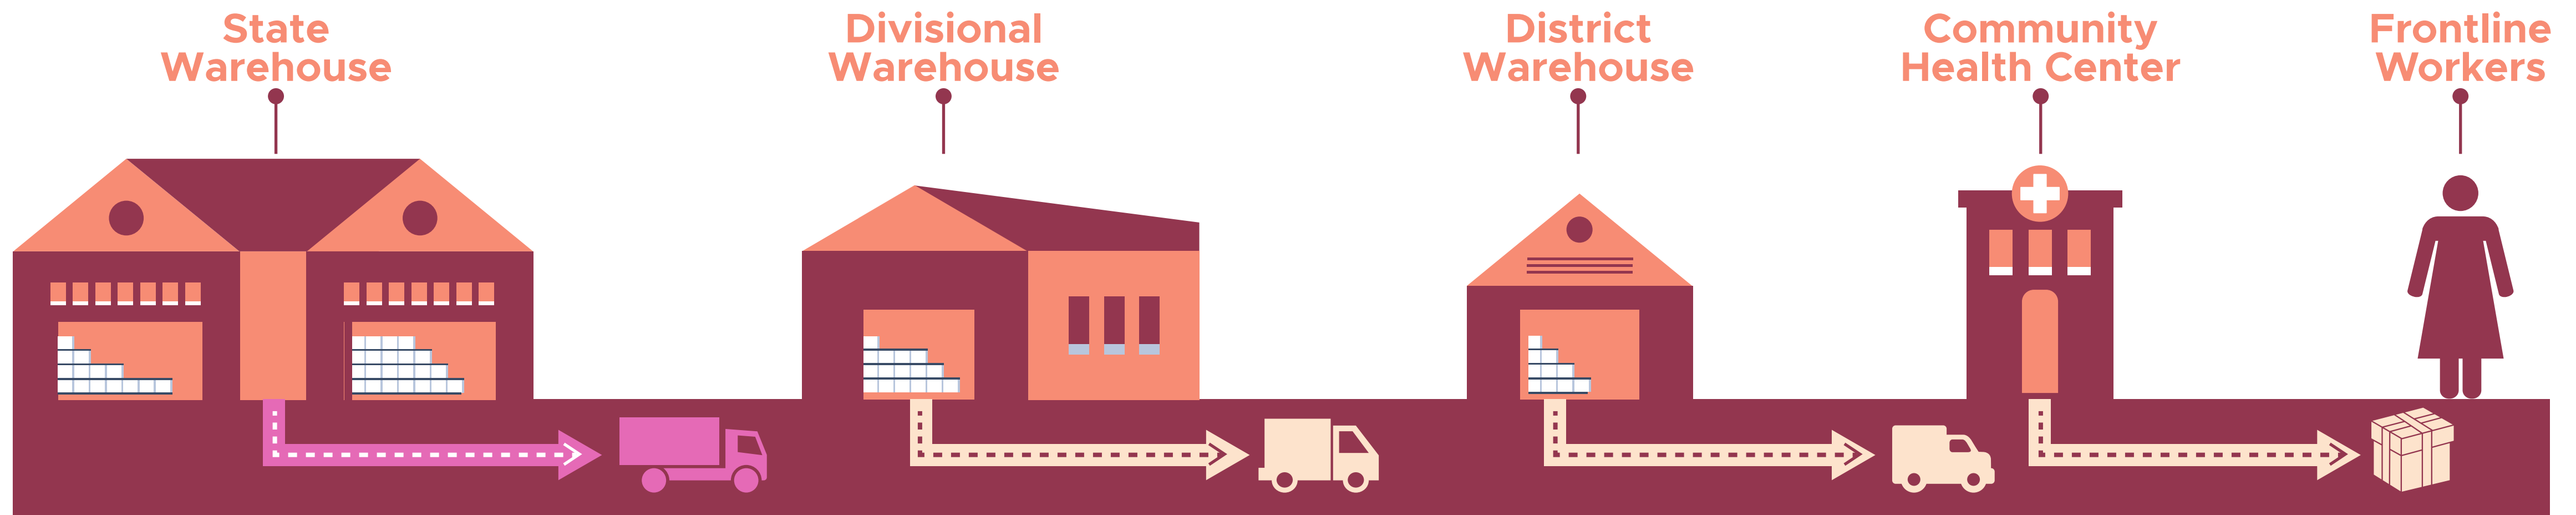 State
Warehouse
Divisional
Warehouse
District
Warehouse
Community
Health Center
Frontline
Workers